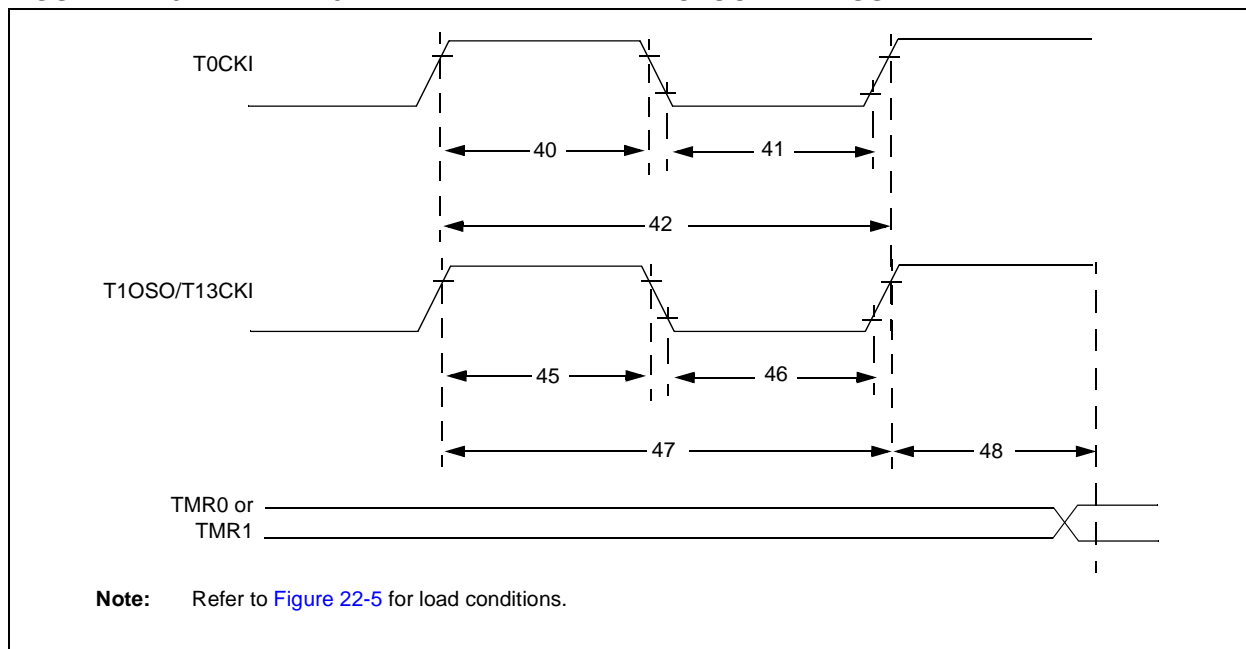 T0CKI
40
41
42
T1OSO/T13CKI
45
46
47
48
TMR0 or
TMR1
Note: Refer to Figure 22-5 for load conditions.